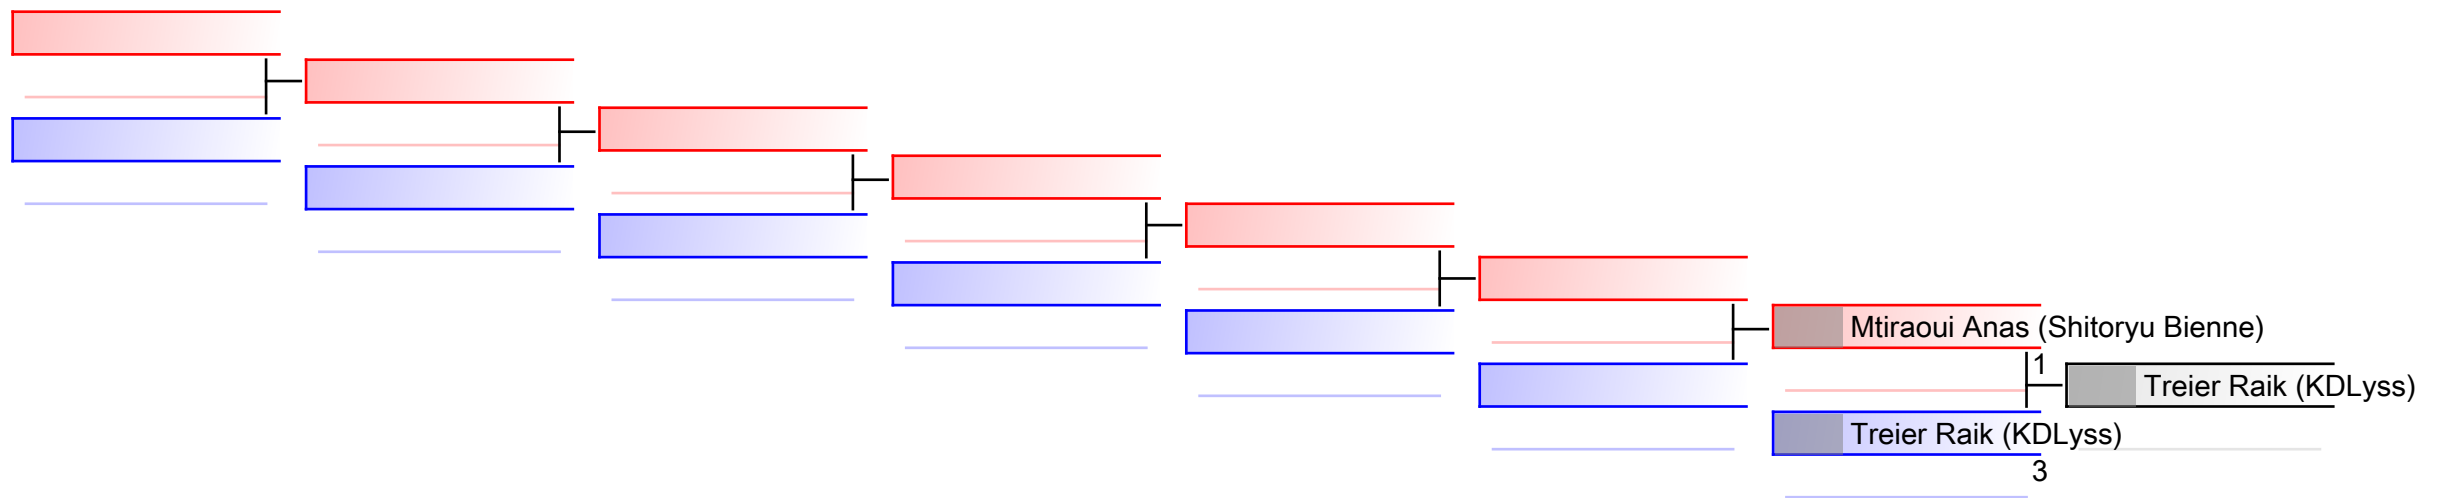 Mtiraoui Anas (Shitoryu Bienne)
1
Treier Raik (KDLyss)
Treier Raik (KDLyss)
3